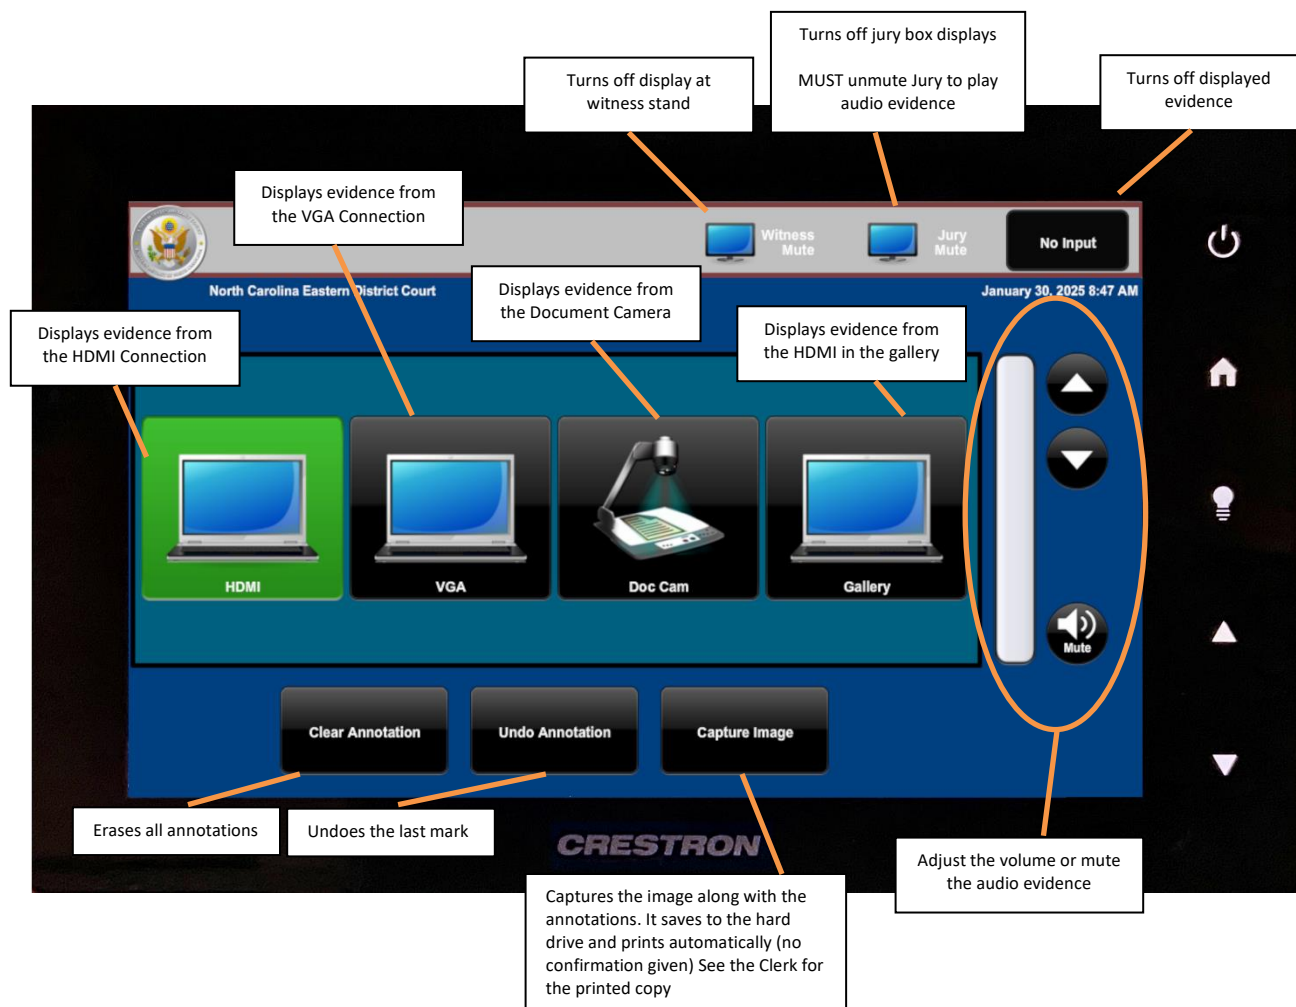 Turns off jury box displays
MUST unmute Jury to play
audio evidence
Turns off display at
witness stand
Turns off displayed
evidence
Displays evidence from
the VGA Connection
Witness
Mute
Jury
Mute
No Input
North Carolina Eastern District Court
January 30, 2025 8:47 AM
Displays evidence from
the Document Camera
Displays evidence from
the HDMI Connection
Displays evidence from
the HDMI in the gallery
HDMI
VGA
Doc Cam
Gallery
Mute
Clear Annotation
Undo Annotation
Capture Image
Erases all annotations
Undoes the last mark
CRESTRON
Adjust the volume or mute
the audio evidence
Captures the image along with the
annotations. It saves to the hard
drive and prints automatically (no
confirmation given) See the Clerk for
the printed copy